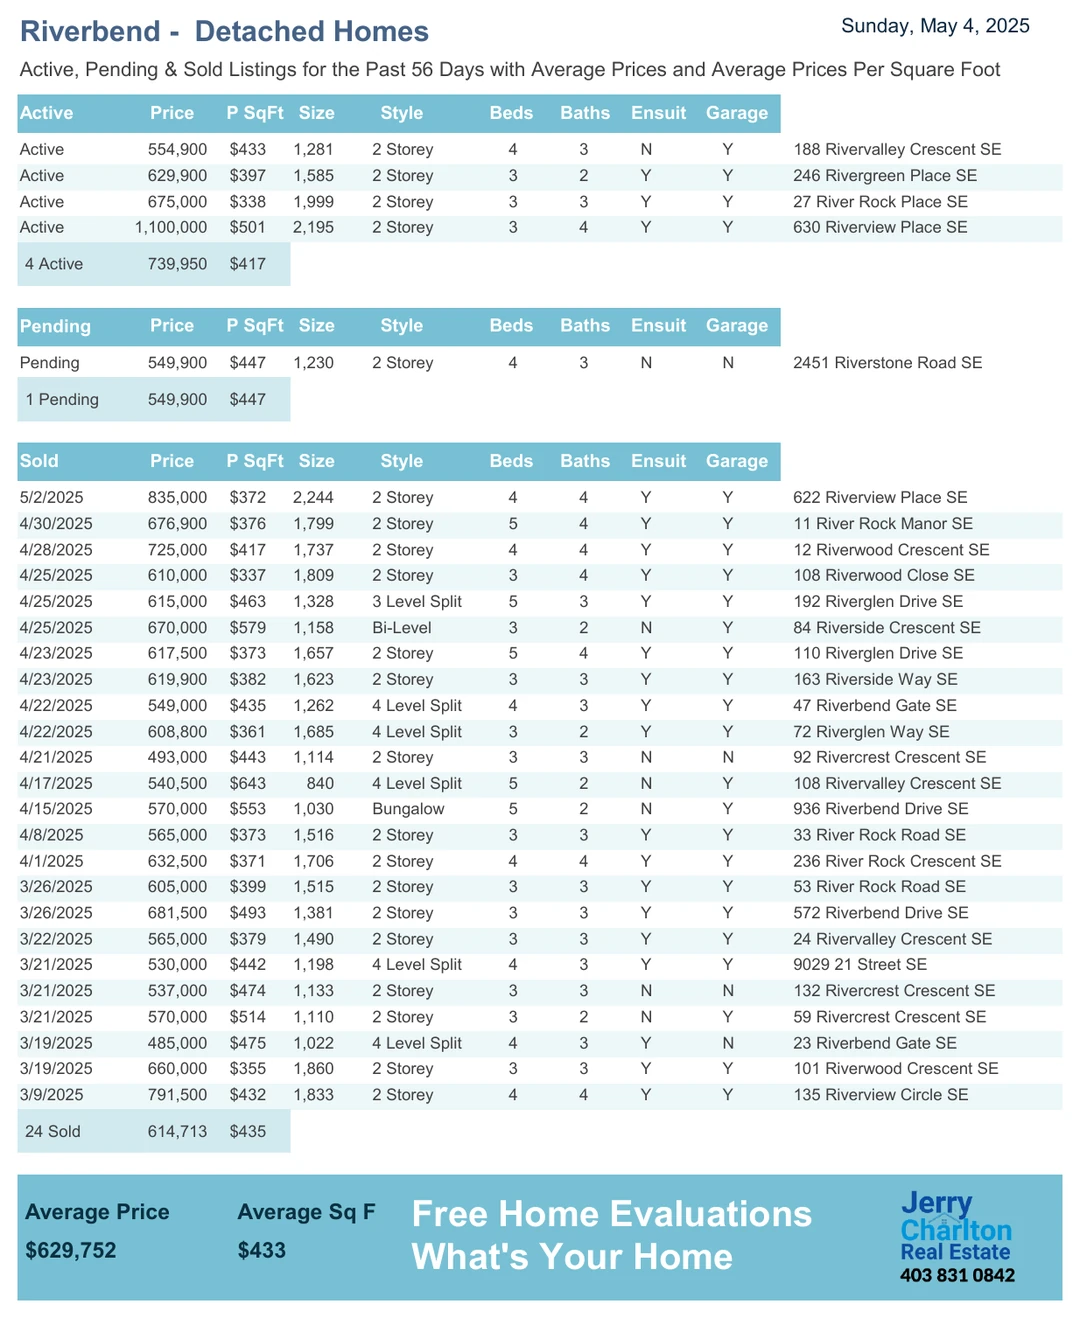 Riverbend -  Detached Homes
Sunday, May 4, 2025
Active, Pending & Sold Listings for the Past 56 Days with Average Prices and Average Prices Per Square Foot
Active Price P SqFt Size Style Beds Baths Ensuit Garage
Active 554,900 $433 1,281 2 Storey 4 3 N Y 188 Rivervalley Crescent SE
Active 629,900 $397 1,585 2 Storey 3 2 Y Y 246 Rivergreen Place SE
Active 675,000 $338 1,999 2 Storey 3 3 Y Y 27 River Rock Place SE
Active 1,100,000 $501 2,195 2 Storey 3 4 Y Y 630 Riverview Place SE
4 Active 739,950 $417
Pending Price P SqFt Size Style Beds Baths Ensuit Garage
Pending 549,900 $447 1,230 2 Storey 4 3 N N 2451 Riverstone Road SE
1 Pending 549,900 $447
Sold Price P SqFt Size Style Beds Baths Ensuit Garage
5/2/2025 835,000 $372 2,244 2 Storey 4 4 Y Y 622 Riverview Place SE
4/30/2025 676,900 $376 1,799 2 Storey 5 4 Y Y 11 River Rock Manor SE
4/28/2025 725,000 $417 1,737 2 Storey 4 4 Y Y 12 Riverwood Crescent SE
4/25/2025 610,000 $337 1,809 2 Storey 3 4 Y Y 108 Riverwood Close SE
4/25/2025 615,000 $463 1,328 3 Level Split 5 3 Y Y 192 Riverglen Drive SE
4/25/2025 670,000 $579 1,158 Bi-Level 3 2 N Y 84 Riverside Crescent SE
4/23/2025 617,500 $373 1,657 2 Storey 5 4 Y Y 110 Riverglen Drive SE
4/23/2025 619,900 $382 1,623 2 Storey 3 3 Y Y 163 Riverside Way SE
4/22/2025 549,000 $435 1,262 4 Level Split 4 3 Y Y 47 Riverbend Gate SE
4/22/2025 608,800 $361 1,685 4 Level Split 3 2 Y Y 72 Riverglen Way SE
4/21/2025 493,000 $443 1,114 2 Storey 3 3 N N 92 Rivercrest Crescent SE
4/17/2025 540,500 $643 840 4 Level Split 5 2 N Y 108 Rivervalley Crescent SE
4/15/2025 570,000 $553 1,030 Bungalow 5 2 N Y 936 Riverbend Drive SE
4/8/2025 565,000 $373 1,516 2 Storey 3 3 Y Y 33 River Rock Road SE
4/1/2025 632,500 $371 1,706 2 Storey 4 4 Y Y 236 River Rock Crescent SE
3/26/2025 605,000 $399 1,515 2 Storey 3 3 Y Y 53 River Rock Road SE
3/26/2025 681,500 $493 1,381 2 Storey 3 3 Y Y 572 Riverbend Drive SE
3/22/2025 565,000 $379 1,490 2 Storey 3 3 Y Y 24 Rivervalley Crescent SE
3/21/2025 530,000 $442 1,198 4 Level Split 4 3 Y Y 9029 21 Street SE
3/21/2025 537,000 $474 1,133 2 Storey 3 3 N N 132 Rivercrest Crescent SE
3/21/2025 570,000 $514 1,110 2 Storey 3 2 N Y 59 Rivercrest Crescent SE
3/19/2025 485,000 $475 1,022 4 Level Split 4 3 Y N 23 Riverbend Gate SE
3/19/2025 660,000 $355 1,860 2 Storey 3 3 Y Y 101 Riverwood Crescent SE
3/9/2025 791,500 $432 1,833 2 Storey 4 4 Y Y 135 Riverview Circle SE
24 Sold 614,713 $435
Average Price Average Sq F
$629,752 $433
Free Home Evaluations
What's Your Home
Jerry
Charlton
Real Estate
403 831 0842